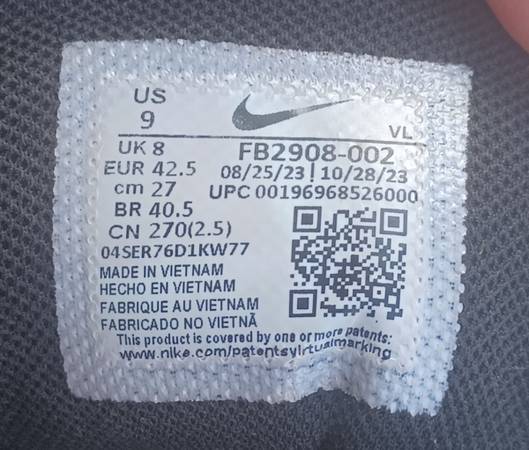 US
9
VL
UK 8
EUR 42.5
cm 27
BR 40.5
CN 270(2.5)
04SER76D1KW77
FB2908-002
08/25/23 | 10/28/23
UPC 00196968526000
MADE IN VIETNAM
HECHO EN VIETNAM
FABRIQUE AU VIETNAM
FABRICADO NO VIETNÃ
This product is covered by one or more patents:
www.nike.com/patentsvirtualmarking